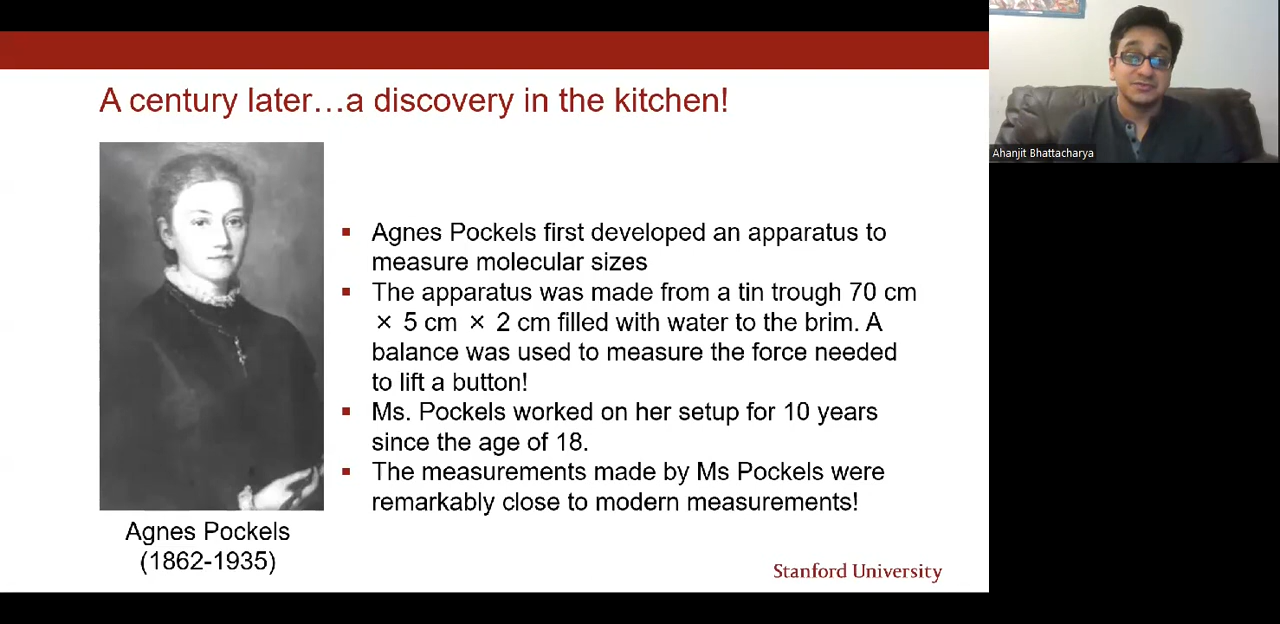 A century later…a discovery in the kitchen!
Agnes Pockels first developed an apparatus to
measure molecular sizes
The apparatus was made from a tin trough 70 cm
× 5 cm × 2 cm filled with water to the brim. A
balance was used to measure the force needed
to lift a button!
Ms. Pockels worked on her setup for 10 years
since the age of 18.
The measurements made by Ms Pockels were
remarkably close to modern measurements!
Agnes Pockels
(1862-1935)
Stanford University
Ahanjit Bhattacharya